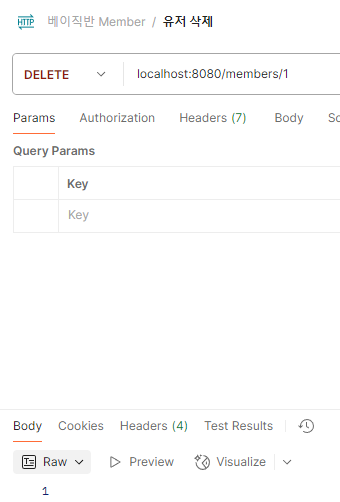 HTTP 베이직반 Member / 유저 삭제
DELETE localhost:8080/members/1
Params Authorization Headers (7) Body
Query Params
Key
Key
Body Cookies Headers (4) Test Results
Raw Preview Visualize
1